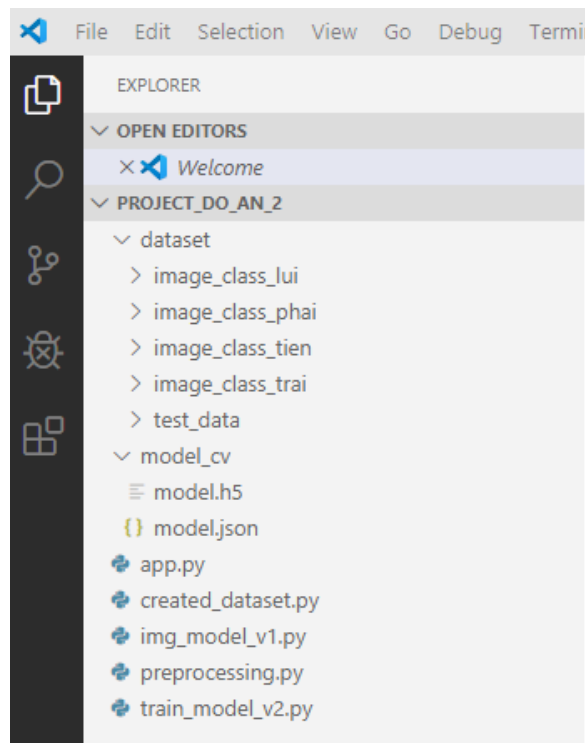 File Edit Selection View Go Debug
EXPLORER
OPEN EDITORS
Welcome
PROJECT_DO_AN_2
dataset
image_class_lui
image_class_phai
image_class_tien
image_class_trai
test_data
model_cv
model.h5
{} model.json
app.py
created_dataset.py
img_model_v1.py
preprocessing.py
train_model_v2.py